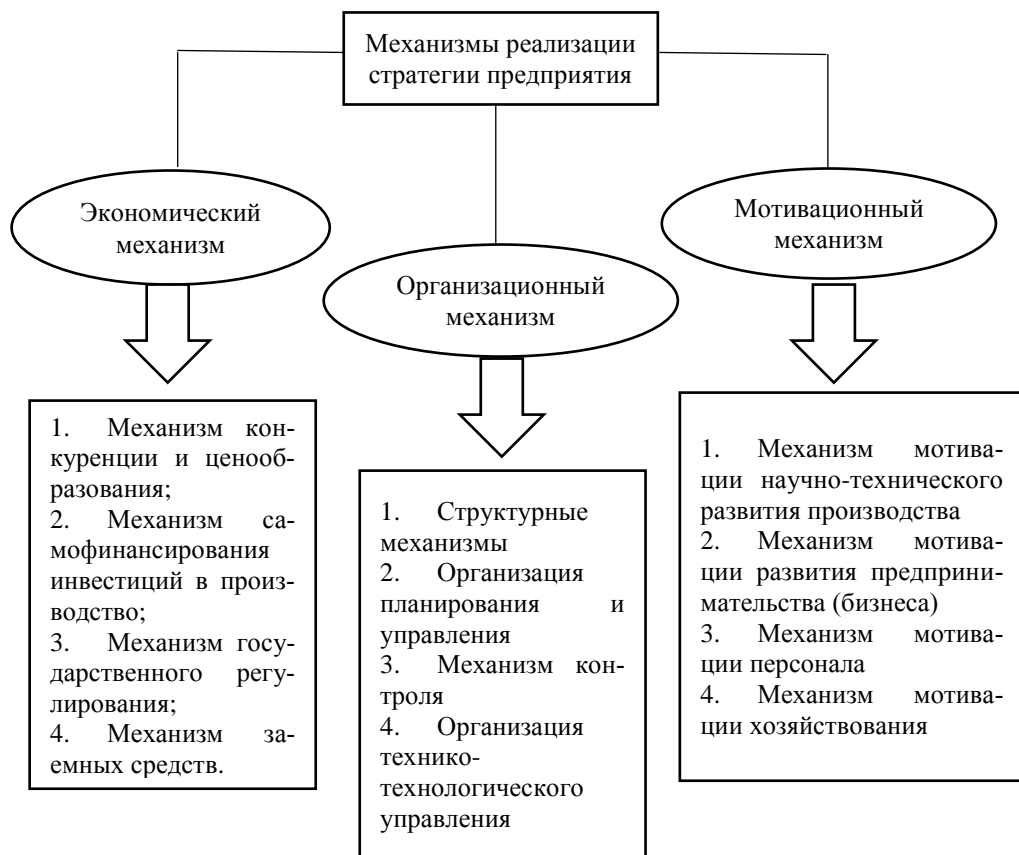 Механизмы реализации
стратегии предприятия
Экономический
механизм
Организационный
механизм
Мотивационный
механизм
1. Механизм кон-
куренции и ценооб-
разования;
2. Механизм са-
мофинансирования
инвестиций в произ-
водство;
3. Механизм госу-
дарственного регу-
лирования;
4. Механизм за-
емных средств.
1. Структурные
механизмы
2. Организация
планирования и
управления
3. Механизм кон-
троля
4. Организация
технико-
технологического
управления
1. Механизм мотива-
ции научно-технического
развития производства
2. Механизм мотива-
ции развития предприни-
мательства (бизнеса)
3. Механизм мотива-
ции персонала
4. Механизм мотива-
ции хозяйствования